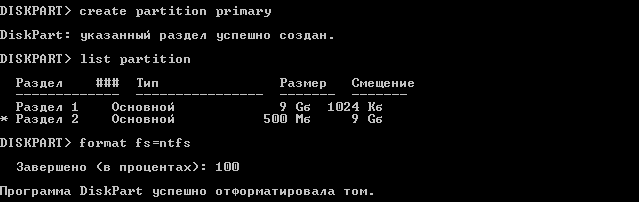 DISKPART> create partition primary
DiskPart: указанный раздел успешно создан.
DISKPART> list partition
Раздел    ###  Тип               Размер   Смещение
-------------  ----------------  -------  --------
Раздел 1    Основной             9 Gб  1024 Kб
* Раздел 2    Основной           500 Mб     9 Gб
DISKPART> format fs=ntfs
Завершено (в процентах): 100
Программа DiskPart успешно отформатировала том.